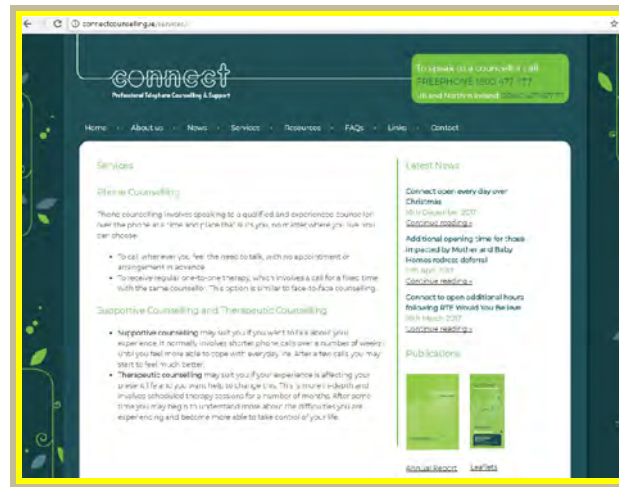 connectcounselling.ie/services/
connect
Professional Telephone Counselling & Support
To speak to a counsellor call
FREEPHONE 1800 477 477
UK and Northern Ireland
Home · About us · News · Services · Resources · FAQs · Links · Contact
Services
Phone Counselling
Phone counselling involves speaking to a qualified and experienced counsellor
over the phone at a time and place that suits you, no matter where you live. You
can choose:
• To call, wherever you feel the need to talk, with no appointment or
arrangement in advance
• To receive regular one-to-one therapy, which involves a call for a fixed time
with the same counsellor. This option is similar to face-to-face counselling.
Supportive Counselling and Therapeutic Counselling
• Supportive counselling may suit you if you want to talk about your
experience. It normally involves shorter phone calls over a number of weeks
until you feel more able to cope with everyday life. After a few calls you may
start to feel much better.
• Therapeutic counselling may suit you if your experience is affecting your
present life and you want help to change this. This is more in-depth and
involves scheduled therapy sessions for a number of months. After some
time you may begin to understand more about the difficulties you are
experiencing and become more able to take control of your life.
Latest News
Connect open every day over
Christmas
December 2017
Continue reading »
Additional opening time for those
impacted by Mother and Baby
Homes redress deferral
April 2017
Continue reading »
Connect to open additional hours
following RTE Would You Believe
March 2017
Continue reading »
Publications
Annual Report
Leaflets